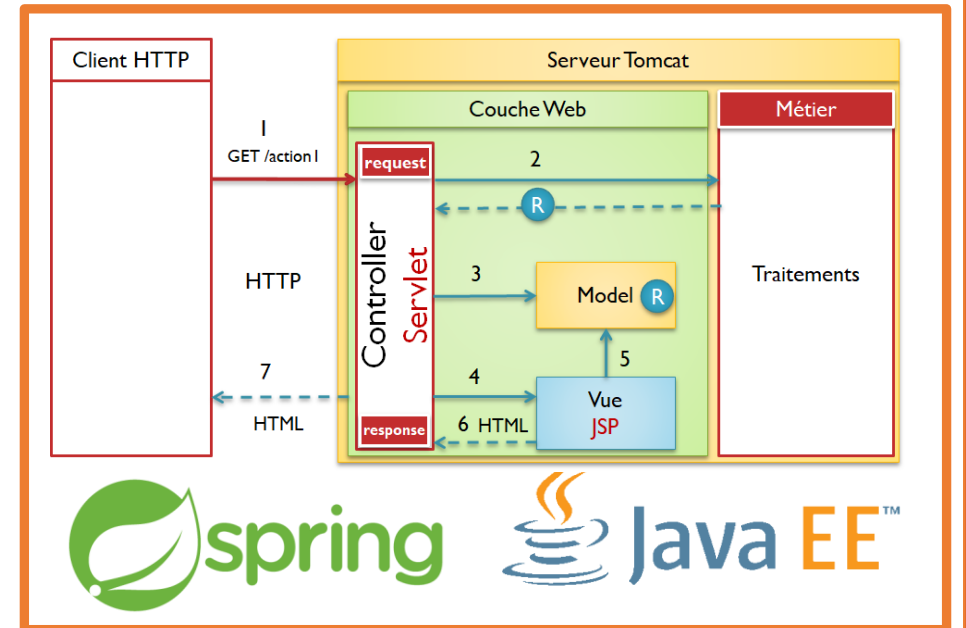 Client HTTP
Serveur Tomcat
Couche Web
Métier
1
GET /action1
request
2
R
Controller
Servlet
HTTP
3
Model R
Traitements
5
7
4
Vue
JSP
HTML
response
6 HTML
spring
Java EE™